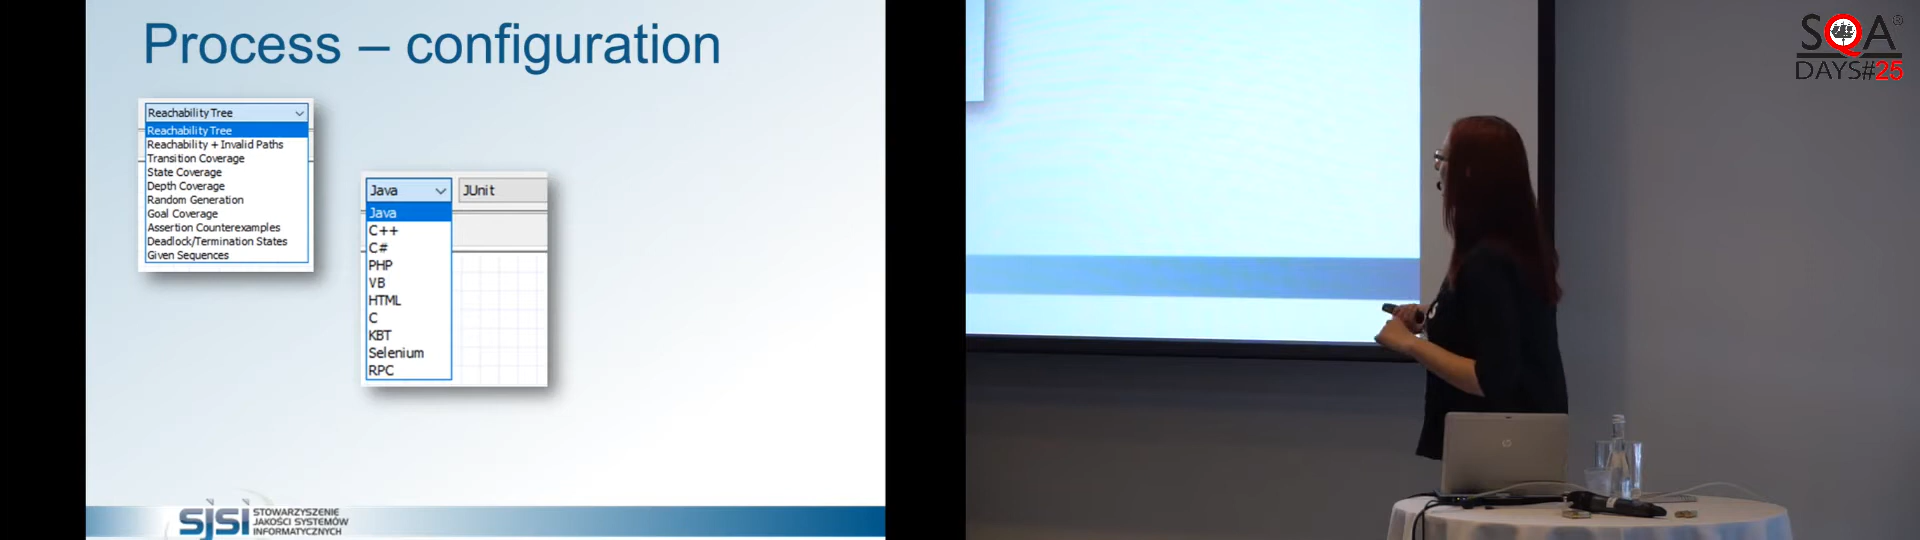 Process – configuration
Reachability Tree
Reachability Tree
Reachability + Invalid Paths
Transition Coverage
State Coverage
Depth Coverage
Random Generation
Goal Coverage
Assertion Counterexamples
Deadlock/Termination States
Given Sequences
Java
JUnit
Java
C++
C#
PHP
VB
HTML
C
KBT
Selenium
RPC
sjsi
STOWARZYSZENIE
JAKOŚCI SYSTEMÓW
INFORMATYCZNYCH
SQA®
DAYS#25
hp